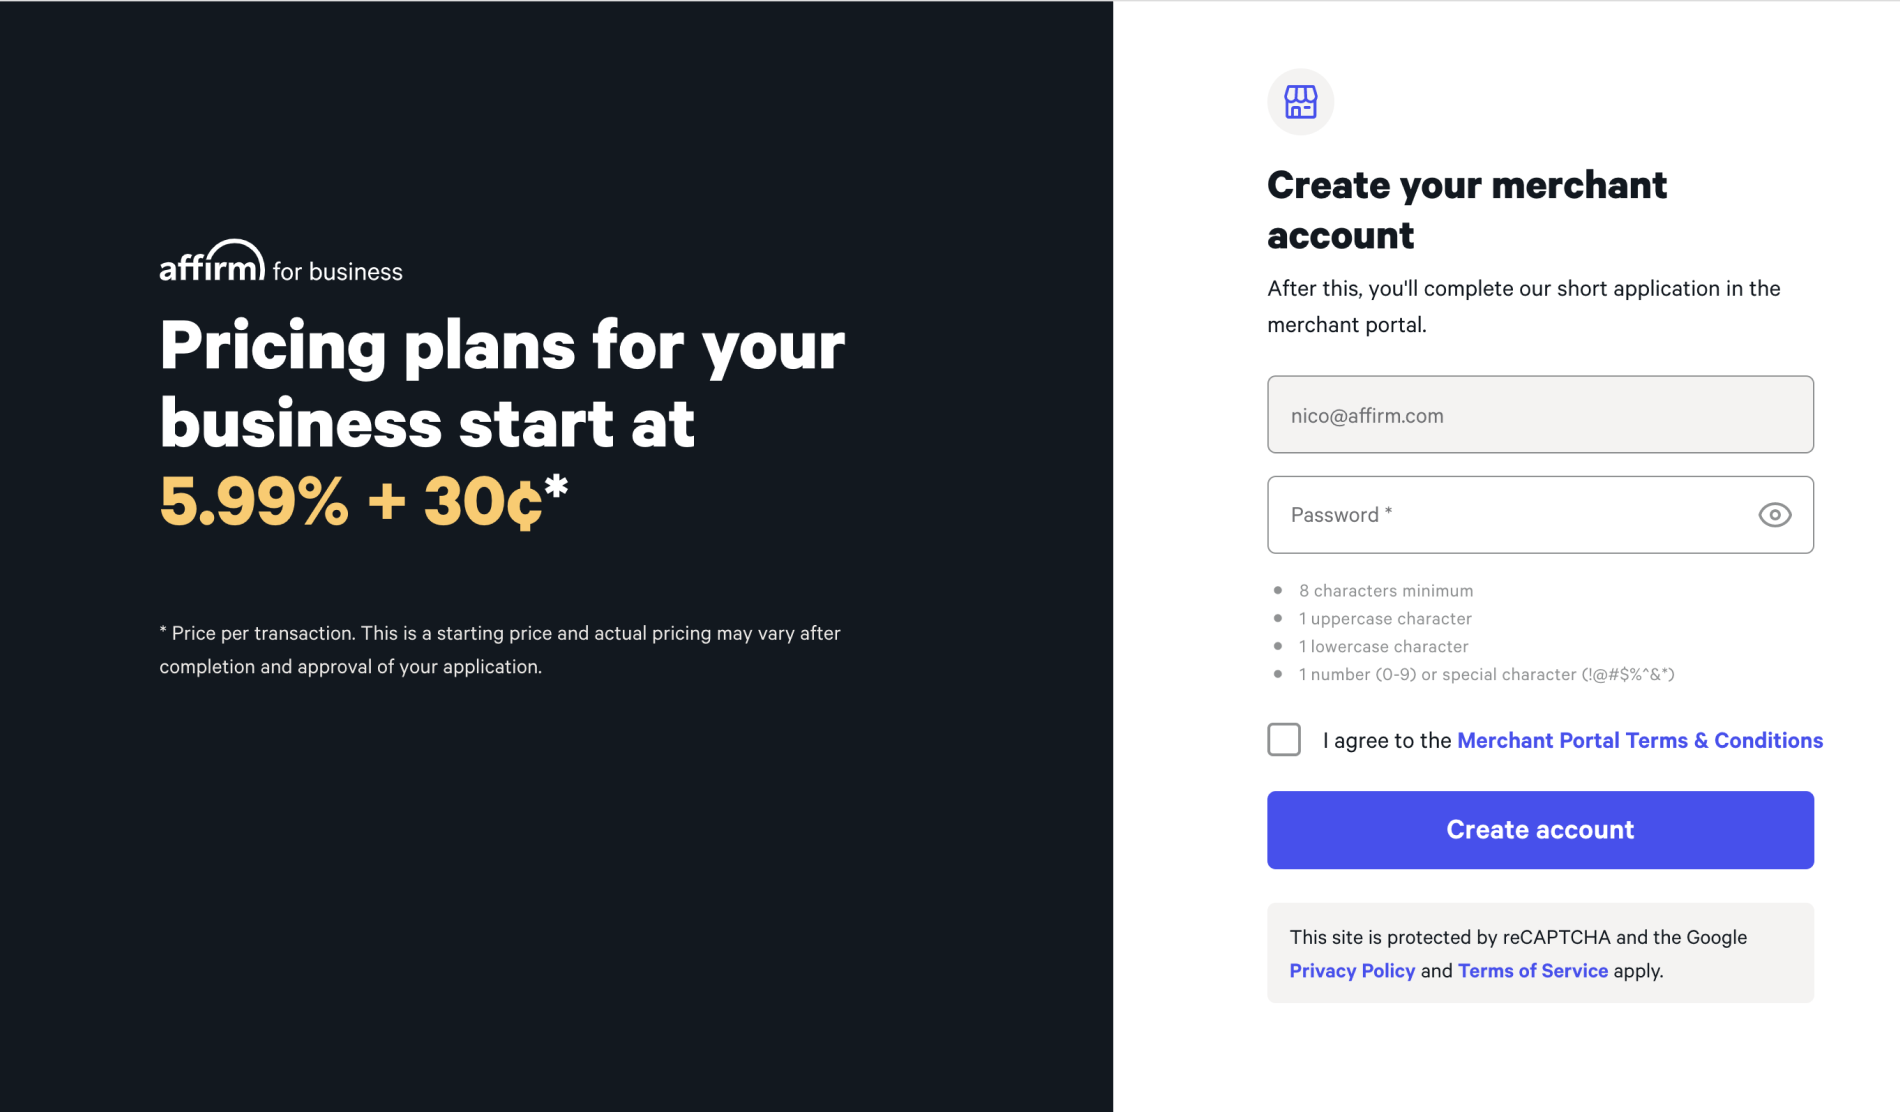 affirm for business
Pricing plans for your
business start at
5.99% + 30¢*
* Price per transaction. This is a starting price and actual pricing may vary after
completion and approval of your application.
Create your merchant
account
After this, you'll complete our short application in the
merchant portal.
nico@affirm.com
Password *
8 characters minimum
1 uppercase character
1 lowercase character
1 number (0-9) or special character (!@#$%^&*)
I agree to the Merchant Portal Terms & Conditions
Create account
This site is protected by reCAPTCHA and the Google
Privacy Policy and Terms of Service apply.